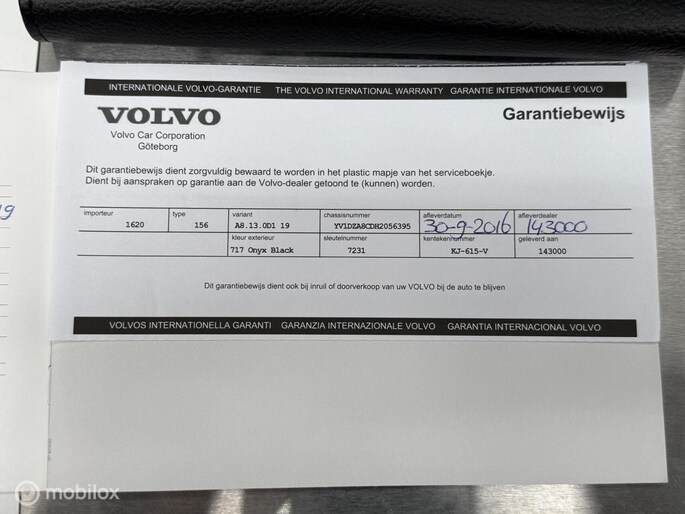 INTERNATIONALE VOLVO-GARANTIE THE VOLVO INTERNATIONAL WARRANTY GARANTIE INTERNATIONALE VOLVO
VOLVO Garantiebewijs
Volvo Car Corporation
Göteborg
Dit garantiebewijs dient zorgvuldig bewaard te worden in het plastic mapje van het serviceboekje.
Dient bij aanspraken op garantie aan de Volvo-dealer getoond te (kunnen) worden.
importeur type variant chassisnummer afleverdatum afleverdealer
1620 156 A8.13.0D1 19 YV1DZA8CDH2056395 30-9-2016 143000
kleur exterieur sleutelnummer kentekennummer geleverd aan
717 Onyx Black 7231 KJ-615-V 143000
Dit garantiebewijs dient ook bij inruil of doorverkoop van uw VOLVO bij de auto te blijven
VOLVOS INTERNATIONELLA GARANTI GARANZIA INTERNAZIONALE VOLVO GARANTIA INTERNACIONAL VOLVO
mobilox